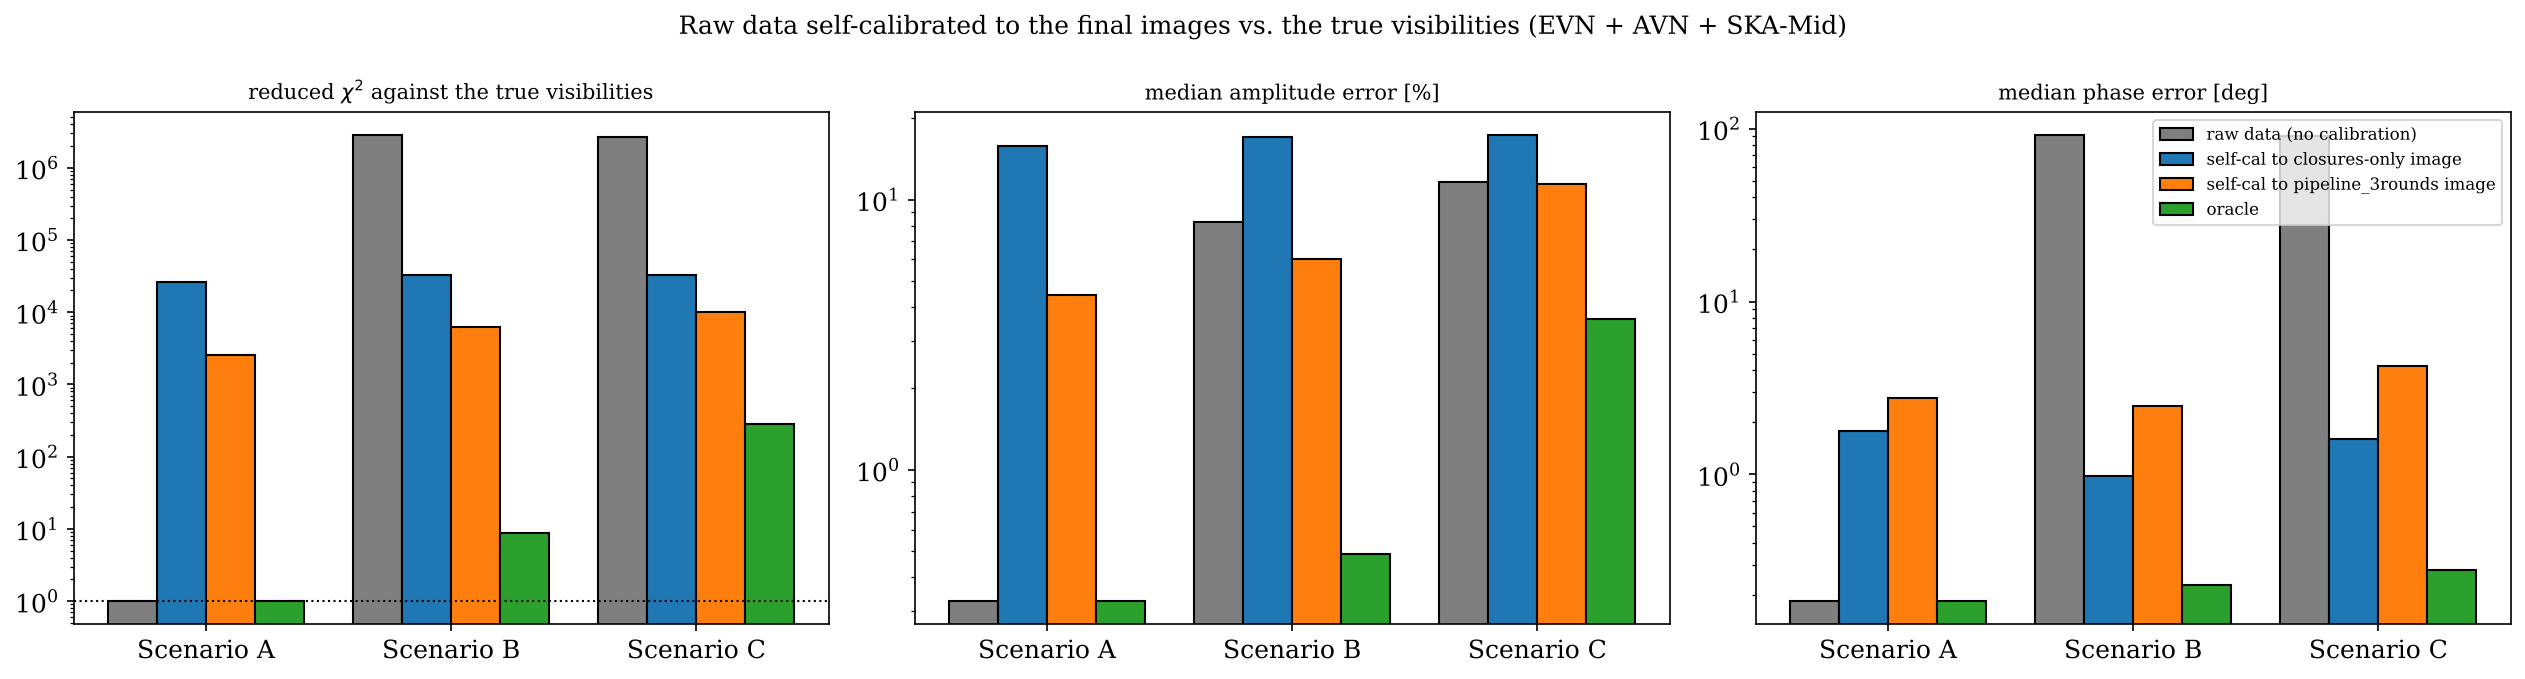 Raw data self-calibrated to the final images vs. the true visibilities (EVN + AVN + SKA-Mid)
reduced χ² against the true visibilities
10⁶
10⁵
10⁴
10³
10²
10¹
10⁰
Scenario A
Scenario B
Scenario C
median amplitude error [%]
10¹
10⁰
Scenario A
Scenario B
Scenario C
median phase error [deg]
10²
10¹
10⁰
raw data (no calibration)
self-cal to closures-only image
self-cal to pipeline_3rounds image
oracle
Scenario A
Scenario B
Scenario C